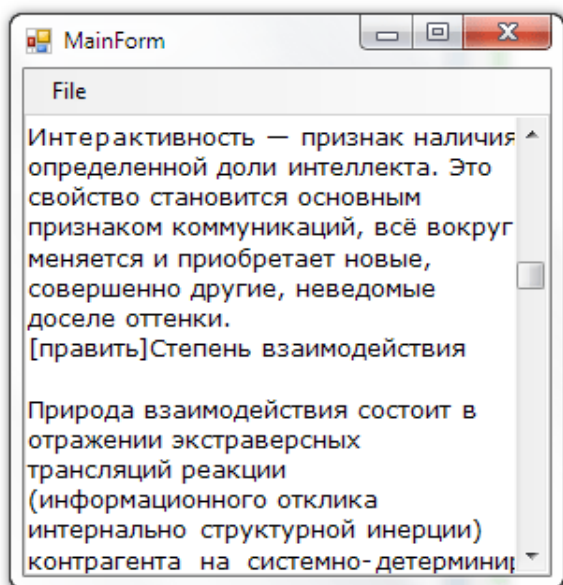 MainForm
File
Интерактивность — признак наличия
определенной доли интеллекта. Это
свойство становится основным
признаком коммуникаций, всё вокруг
меняется и приобретает новые,
совершенно другие, неведомые
доселе оттенки.
[править]Степень взаимодействия
Природа взаимодействия состоит в
отражении экстраверсных
трансляций реакции
(информационного отклика
интернально структурной инерции)
контрагента на